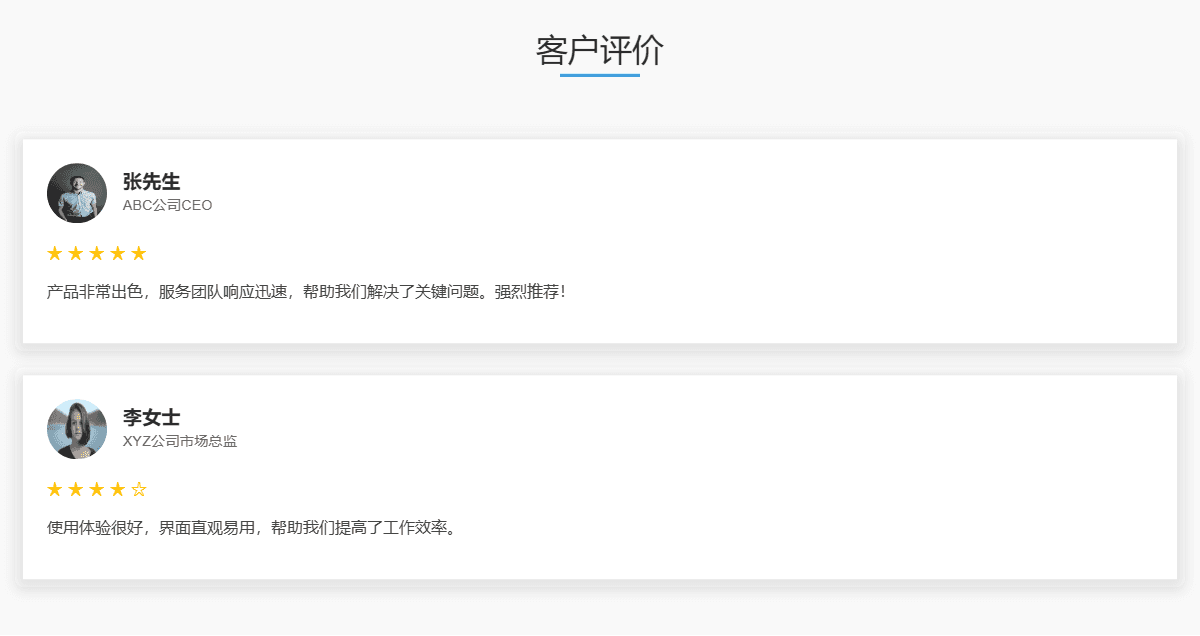 客户评价
张先生
ABC公司CEO
★★★★★
产品非常出色，服务团队响应迅速，帮助我们解决了关键问题。强烈推荐！
李女士
XYZ公司市场总监
★★★★☆
使用体验很好，界面直观易用，帮助我们提高了工作效率。